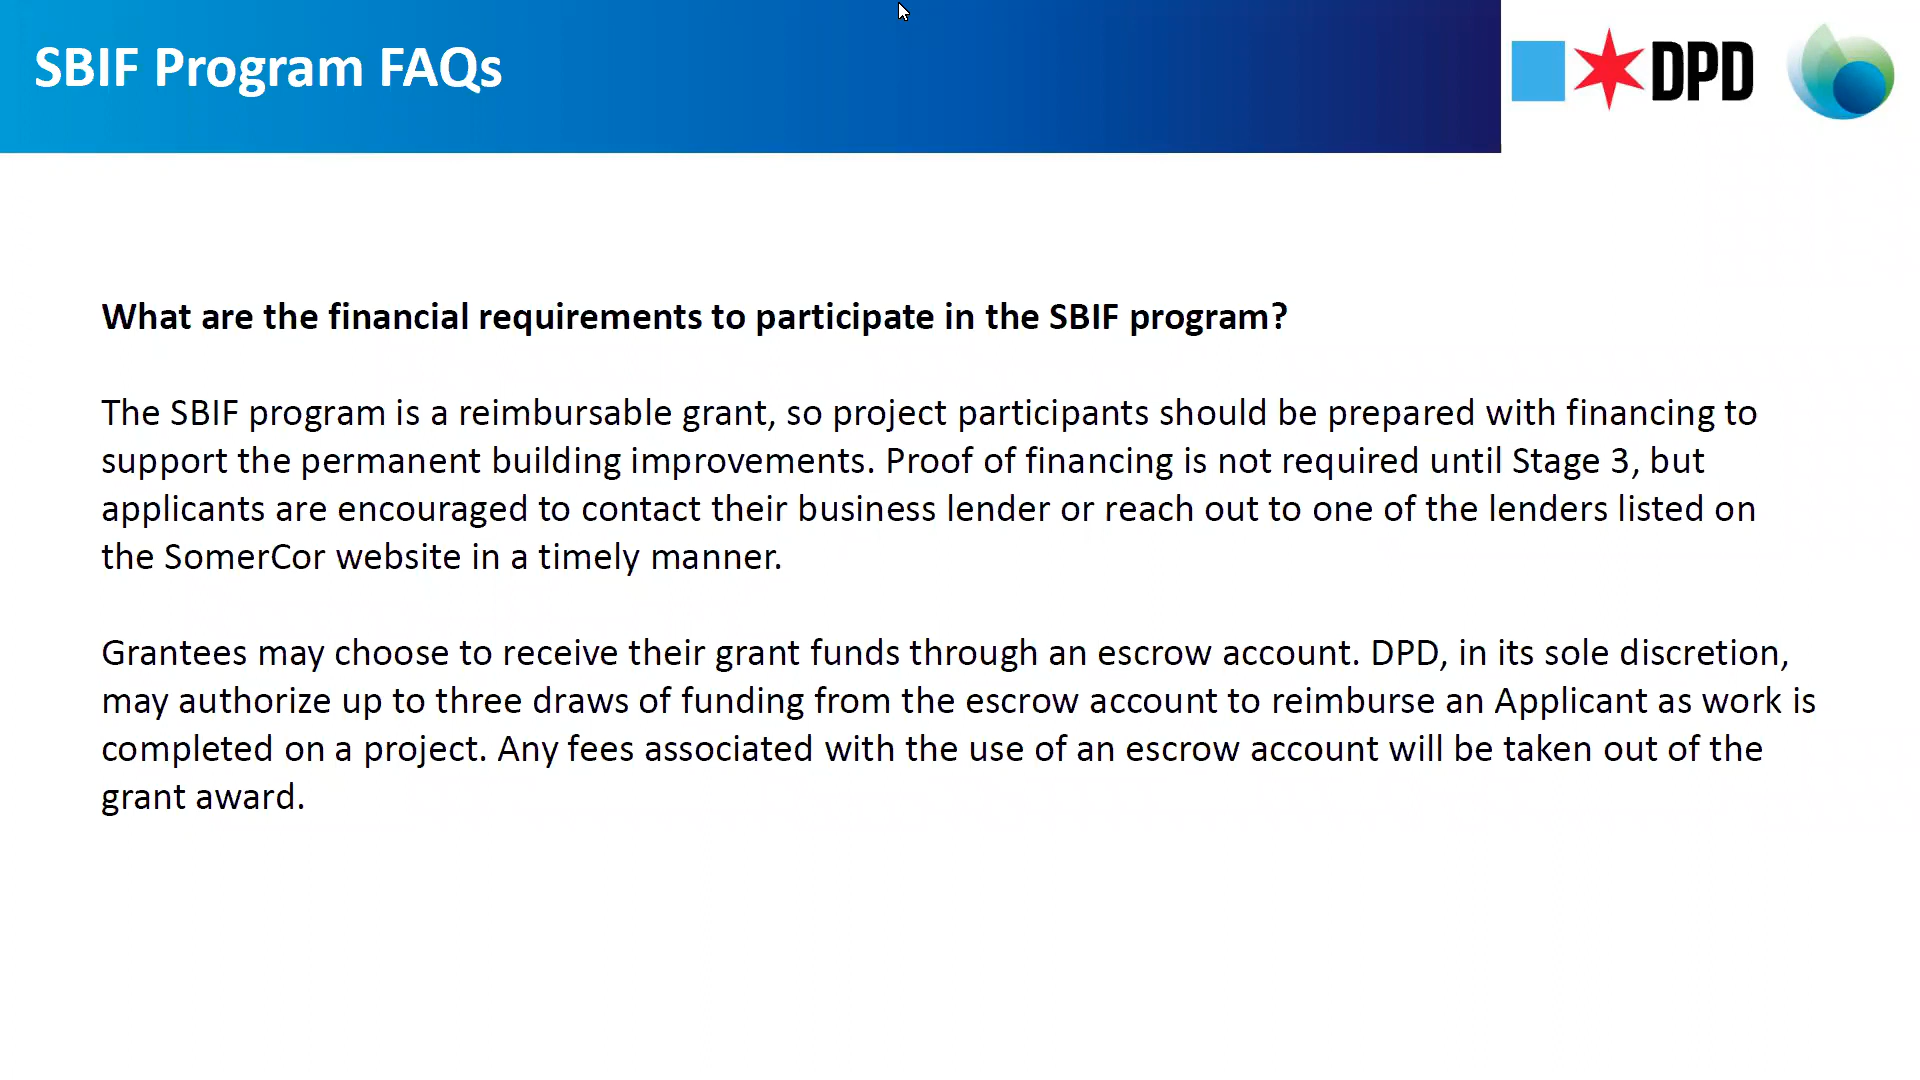 SBIF Program FAQs
DPD
What are the financial requirements to participate in the SBIF program?
The SBIF program is a reimbursable grant, so project participants should be prepared with financing to
support the permanent building improvements. Proof of financing is not required until Stage 3, but
applicants are encouraged to contact their business lender or reach out to one of the lenders listed on
the SomerCor website in a timely manner.
Grantees may choose to receive their grant funds through an escrow account. DPD, in its sole discretion,
may authorize up to three draws of funding from the escrow account to reimburse an Applicant as work is
completed on a project. Any fees associated with the use of an escrow account will be taken out of the
grant award.